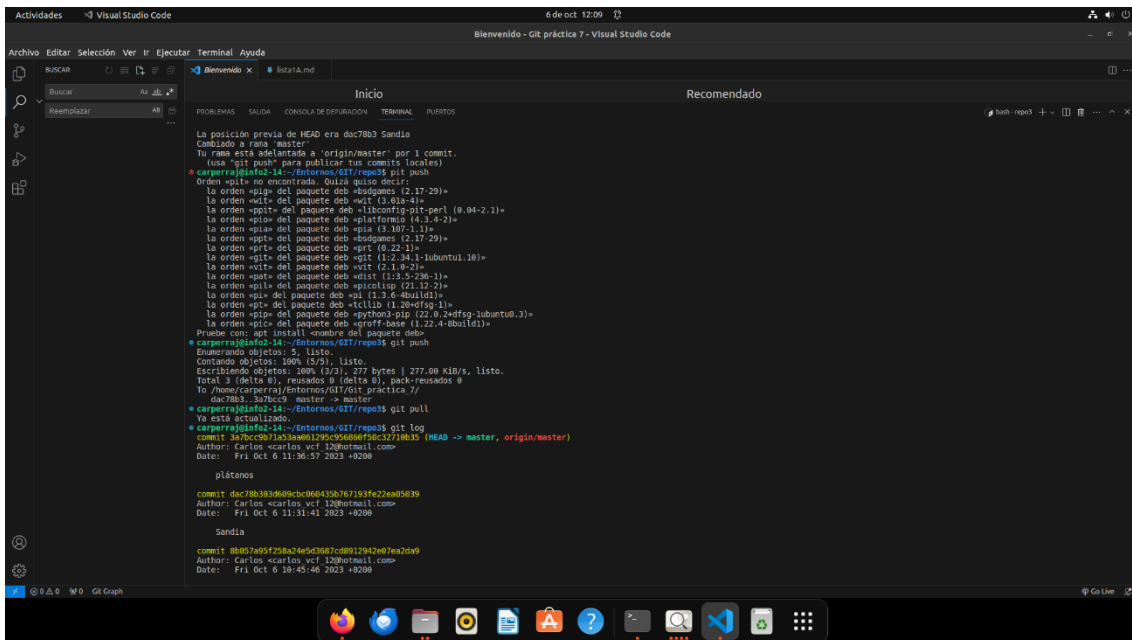 Actividades Visual Studio Code 6 de oct 12:09
Bienvenido - Git práctica 7 - Visual Studio Code
Archivo Editar Selección Ver Ir Ejecutar Terminal Ayuda
BUSCAR Bienvenido lista1A.md
Buscar Aa ab .*
Reemplazar AB
Inicio Recomendado
PROBLEMAS SALIDA CONSOLA DE DEPURACIÓN TERMINAL PUERTOS bash - repo3
La posición previa de HEAD era dac78b3 Sandia
Cambiado a rama 'master'
Tu rama está adelantada a 'origin/master' por 1 commit.
(usa "git push" para publicar tus commits locales)
carperraj@info2-14:~/Entornos/GIT/repo3$ pit push
Orden «pit» no encontrada. Quizá quiso decir:
la orden «pig» del paquete deb «bsdgames (2.17-29)»
la orden «wit» del paquete deb «wit (3.01a-4)»
la orden «ppit» del paquete deb «libconfig-pit-perl (0.04-2.1)»
la orden «pio» del paquete deb «platformio (4.3.4-2)»
la orden «pia» del paquete deb «pia (3.107-1.1)»
la orden «ppt» del paquete deb «bsdgames (2.17-29)»
la orden «prt» del paquete deb «prt (0.22-1)»
la orden «git» del paquete deb «git (1:2.34.1-1ubuntu1.10)»
la orden «vit» del paquete deb «vit (2.1.0-2)»
la orden «pat» del paquete deb «dist (1:3.5-236-1)»
la orden «pil» del paquete deb «picolisp (21.12-2)»
la orden «pi» del paquete deb «pi (1.3.6-4build1)»
la orden «pt» del paquete deb «tcllib (1.20+dfsg-1)»
la orden «pip» del paquete deb «python3-pip (22.0.2+dfsg-1ubuntu0.3)»
la orden «pic» del paquete deb «groff-base (1.22.4-8build1)»
Pruebe con: apt install <nombre del paquete deb>
carperraj@info2-14:~/Entornos/GIT/repo3$ git push
Enumerando objetos: 5, listo.
Contando objetos: 100% (5/5), listo.
Escribiendo objetos: 100% (3/3), 277 bytes | 277.00 KiB/s, listo.
Total 3 (delta 0), reusados 0 (delta 0), pack-reusados 0
To /home/carperraj/Entornos/GIT/Git_práctica_7/
dac78b3..3a7bcc9 master -> master
carperraj@info2-14:~/Entornos/GIT/repo3$ git pull
Ya está actualizado.
carperraj@info2-14:~/Entornos/GIT/repo3$ git log
commit 3a7bcc9b71a53aa061295c956860f50c32710b35 (HEAD -> master, origin/master)
Author: Carlos <carlos_vcf_12@hotmail.com>
Date: Fri Oct 6 11:36:57 2023 +0200
plátanos
commit dac78b303d609cbc060435b767193fe22ea05039
Author: Carlos <carlos_vcf_12@hotmail.com>
Date: Fri Oct 6 11:31:41 2023 +0200
Sandia
commit 8b057a95f258a24e5d3687cd8912942e07ea2da9
Author: Carlos <carlos_vcf_12@hotmail.com>
Date: Fri Oct 6 10:45:46 2023 +0200
0 0 0 Git Graph Go Live